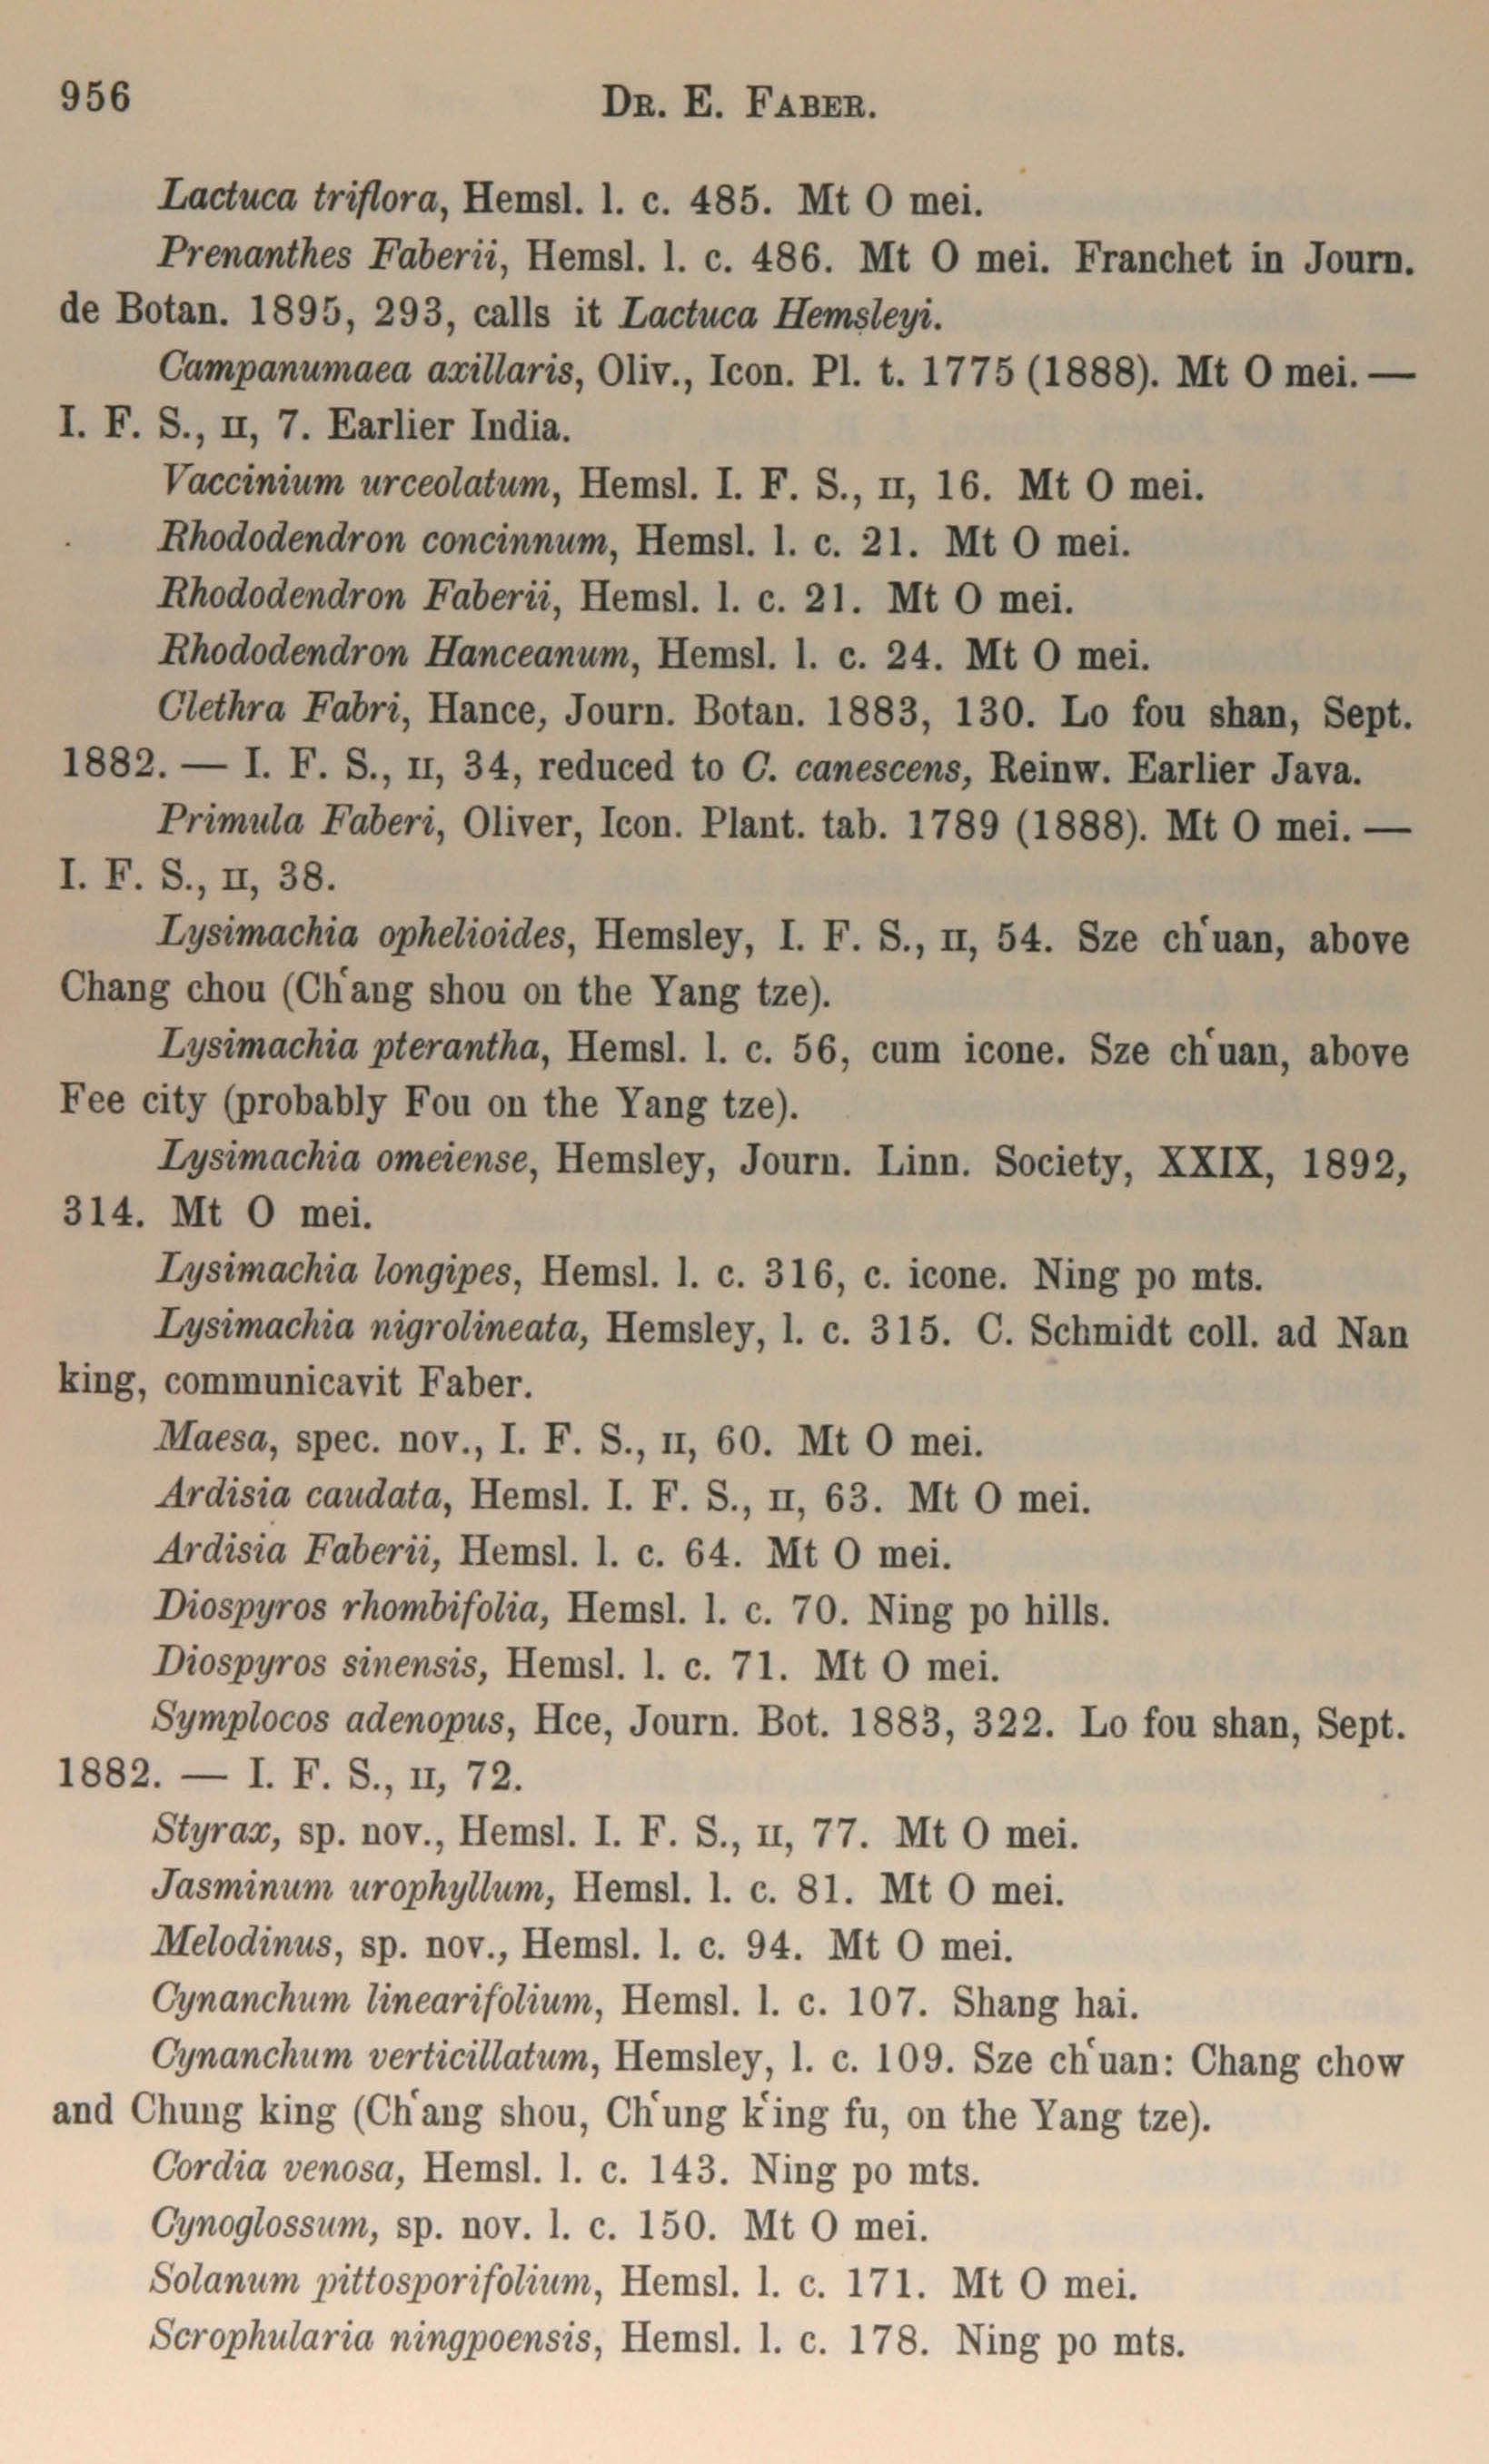 956
DR. E. FABER.
Lactuca triflora, Hemsl. l. c. 485. Mt O mei.
Prenanthes Faberii, Hemsl. l. c. 486. Mt O mei. Franchet in Journ.
de Botan. 1895, 293, calls it Lactuca Hemsleyi.
Campanumaea axillaris, Oliv., Icon. Pl. t. 1775 (1888). Mt O mei. —
I. F. S., II, 7. Earlier India.
Vaccinium urceolatum, Hemsl. I. F. S., II, 16. Mt O mei.
Rhododendron concinnum, Hemsl. l. c. 21. Mt O mei.
Rhododendron Faberii, Hemsl. l. c. 21. Mt O mei.
Rhododendron Hanceanum, Hemsl. l. c. 24. Mt O mei.
Clethra Fabri, Hance, Journ. Botan. 1883, 130. Lo fou shan, Sept.
1882. — I. F. S., II, 34, reduced to C. canescens, Reinw. Earlier Java.
Primula Faberi, Oliver, Icon. Plant. tab. 1789 (1888). Mt O mei. —
I. F. S., II, 38.
Lysimachia ophelioides, Hemsley, I. F. S., II, 54. Sze chʻuan, above
Chang chou (Chʻang shou on the Yang tze).
Lysimachia pterantha, Hemsl. l. c. 56, cum icone. Sze chʻuan, above
Fee city (probably Fou on the Yang tze).
Lysimachia omeiense, Hemsley, Journ. Linn. Society, XXIX, 1892,
314. Mt O mei.
Lysimachia longipes, Hemsl. l. c. 316, c. icone. Ning po mts.
Lysimachia nigrolineata, Hemsley, l. c. 315. C. Schmidt coll. ad Nan
king, communicavit Faber.
Maesa, spec. nov., I. F. S., II, 60. Mt O mei.
Ardisia caudata, Hemsl. I. F. S., II, 63. Mt O mei.
Ardisia Faberii, Hemsl. l. c. 64. Mt O mei.
Diospyros rhombifolia, Hemsl. l. c. 70. Ning po hills.
Diospyros sinensis, Hemsl. l. c. 71. Mt O mei.
Symplocos adenopus, Hce, Journ. Bot. 1883, 322. Lo fou shan, Sept.
1882. — I. F. S., II, 72.
Styrax, sp. nov., Hemsl. I. F. S., II, 77. Mt O mei.
Jasminum urophyllum, Hemsl. l. c. 81. Mt O mei.
Melodinus, sp. nov., Hemsl. l. c. 94. Mt O mei.
Cynanchum linearifolium, Hemsl. l. c. 107. Shang hai.
Cynanchum verticillatum, Hemsley, l. c. 109. Sze chʻuan: Chang chow
and Chung king (Chʻang shou, Chʻung kʻing fu, on the Yang tze).
Cordia venosa, Hemsl. l. c. 143. Ning po mts.
Cynoglossum, sp. nov. l. c. 150. Mt O mei.
Solanum pittosporifolium, Hemsl. l. c. 171. Mt O mei.
Scrophularia ningpoensis, Hemsl. l. c. 178. Ning po mts.